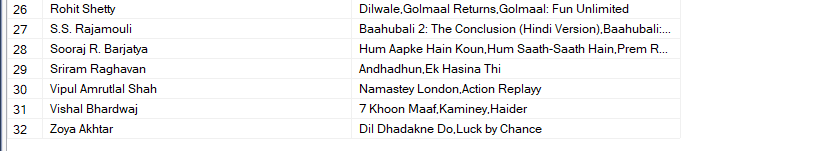 26 Rohit Shetty Dilwale,Golmaal Returns,Golmaal: Fun Unlimited
27 S.S. Rajamouli Baahubali 2: The Conclusion (Hindi Version),Baahubali:...
28 Sooraj R. Barjatya Hum Aapke Hain Koun,Hum Saath-Saath Hain,Prem R...
29 Sriram Raghavan Andhadhun,Ek Hasina Thi
30 Vipul Amrutlal Shah Namastey London,Action Replayy
31 Vishal Bhardwaj 7 Khoon Maaf,Kaminey,Haider
32 Zoya Akhtar Dil Dhadakne Do,Luck by Chance